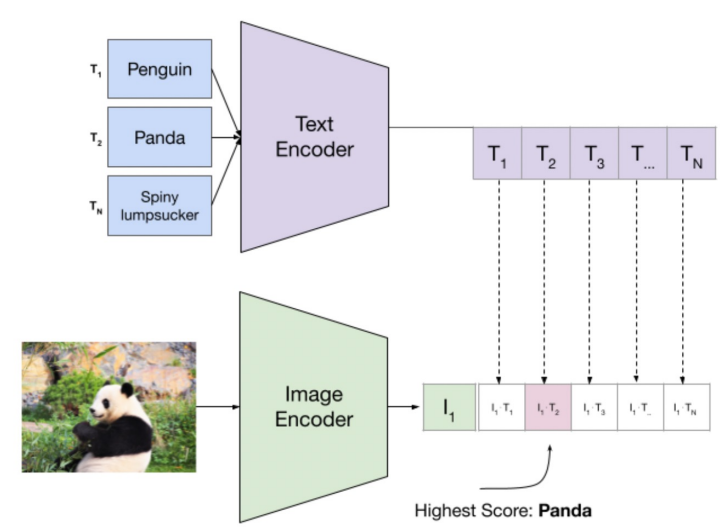 T1 Penguin
T2 Panda
TN Spiny
lumpsucker
Text
Encoder
T1 T2 T3 T... TN
Image
Encoder
I1 I1·T1 I1·T2 I1·T3 I1·T... I1·TN
Highest Score: Panda